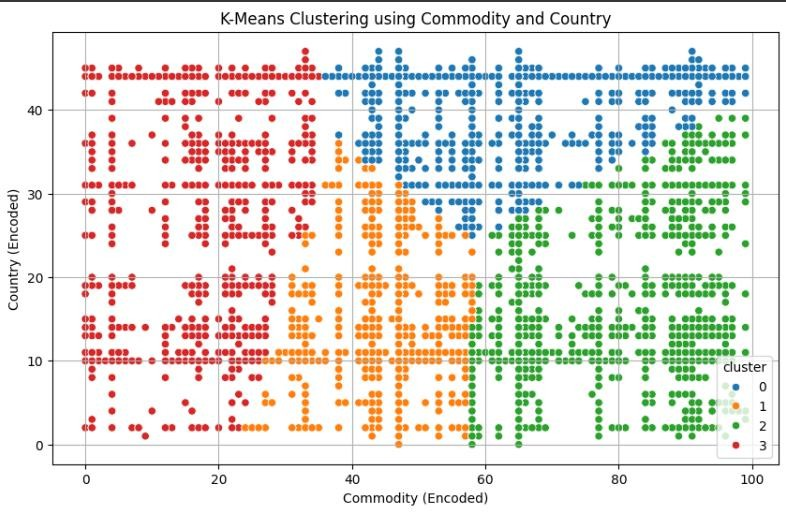 K-Means Clustering using Commodity and Country
Country (Encoded)
40
30
20
10
0
0 20 40 60 80 100
Commodity (Encoded)
cluster
0
1
2
3